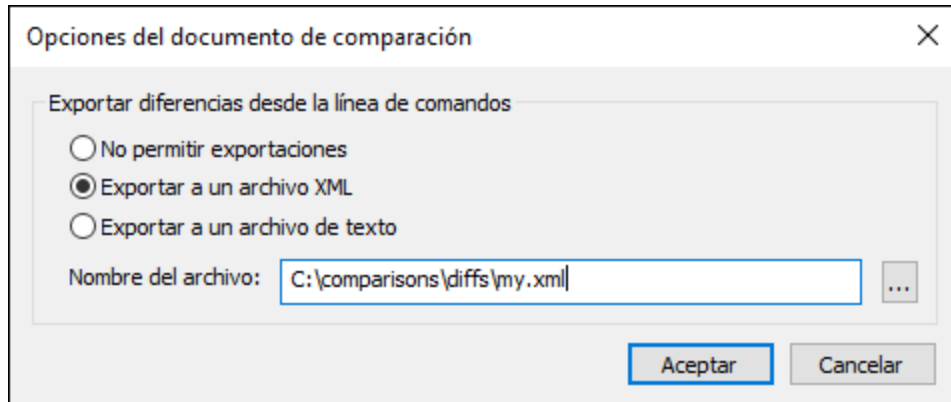 Opciones del documento de comparación
Exportar diferencias desde la línea de comandos
No permitir exportaciones
Exportar a un archivo XML
Exportar a un archivo de texto
Nombre del archivo: C:\comparisons\diffs\my.xml ...
Aceptar Cancelar